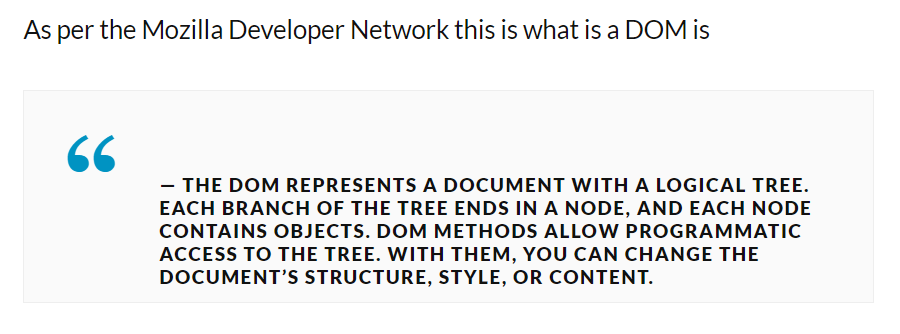 As per the Mozilla Developer Network this is what is a DOM is
“
— THE DOM REPRESENTS A DOCUMENT WITH A LOGICAL TREE.
EACH BRANCH OF THE TREE ENDS IN A NODE, AND EACH NODE
CONTAINS OBJECTS. DOM METHODS ALLOW PROGRAMMATIC
ACCESS TO THE TREE. WITH THEM, YOU CAN CHANGE THE
DOCUMENT’S STRUCTURE, STYLE, OR CONTENT.